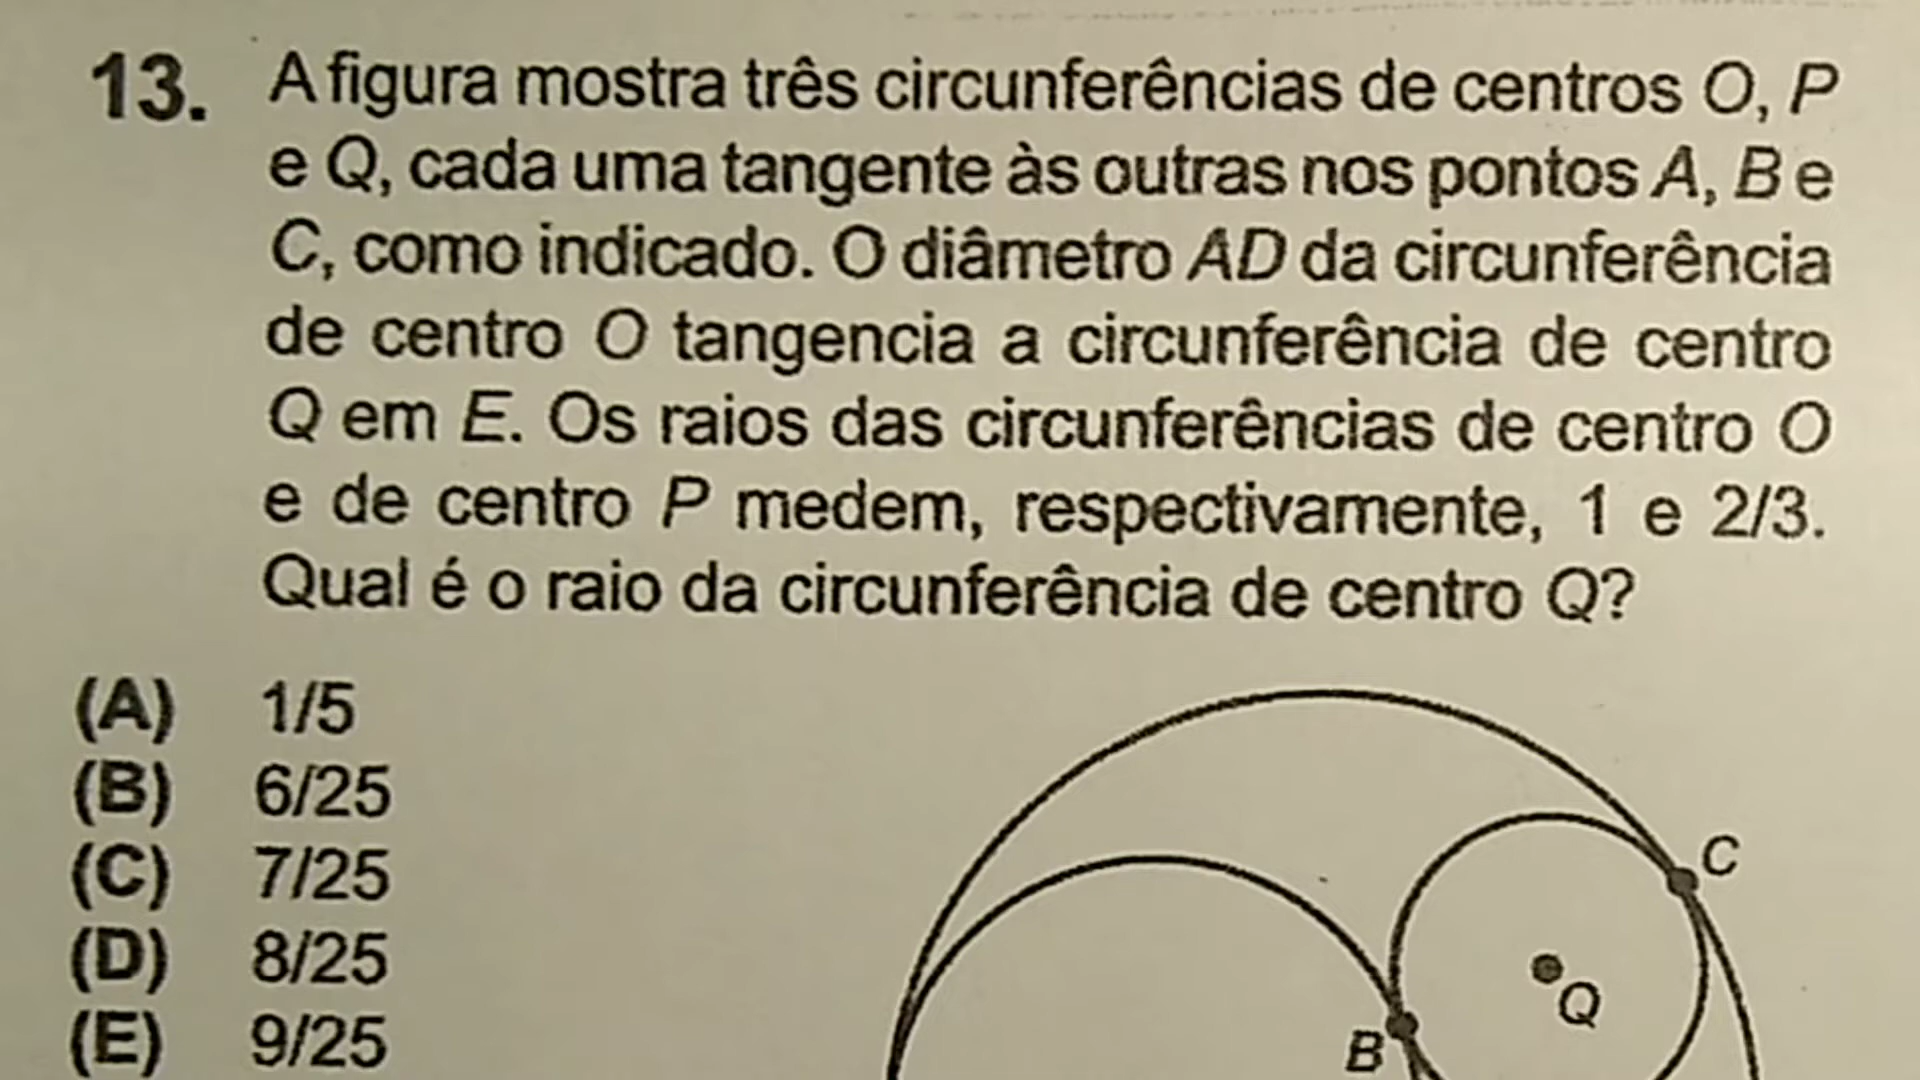 13. A figura mostra três circunferências de centros O, P
e Q, cada uma tangente às outras nos pontos A, B e
C, como indicado. O diâmetro AD da circunferência
de centro O tangencia a circunferência de centro
Q em E. Os raios das circunferências de centro O
e de centro P medem, respectivamente, 1 e 2/3.
Qual é o raio da circunferência de centro Q?
(A) 1/5
(B) 6/25
(C) 7/25
(D) 8/25
(E) 9/25
C
Q
B